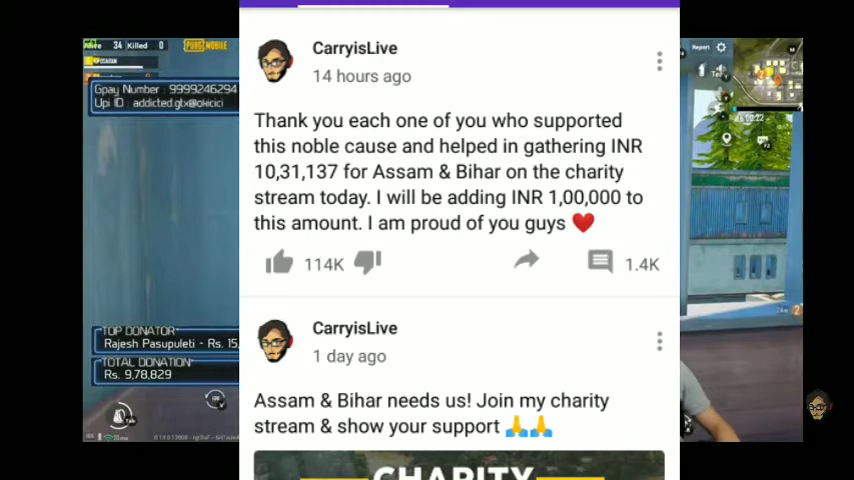 Alive 34 Killed 0
PUBG MOBILE
Gpay Number : 9999246294
Upi ID : addicted.gtx@okicici
TOP DONATOR
Rajesh Pasupuleti - Rs. 15,
TOTAL DONATION
Rs. 9,78,829
CarryisLive
14 hours ago
Thank you each one of you who supported
this noble cause and helped in gathering INR
10,31,137 for Assam & Bihar on the charity
stream today. I will be adding INR 1,00,000 to
this amount. I am proud of you guys ❤️
114K
1.4K
CarryisLive
1 day ago
Assam & Bihar needs us! Join my charity
stream & show your support 🙏🙏
CHARITY
Report